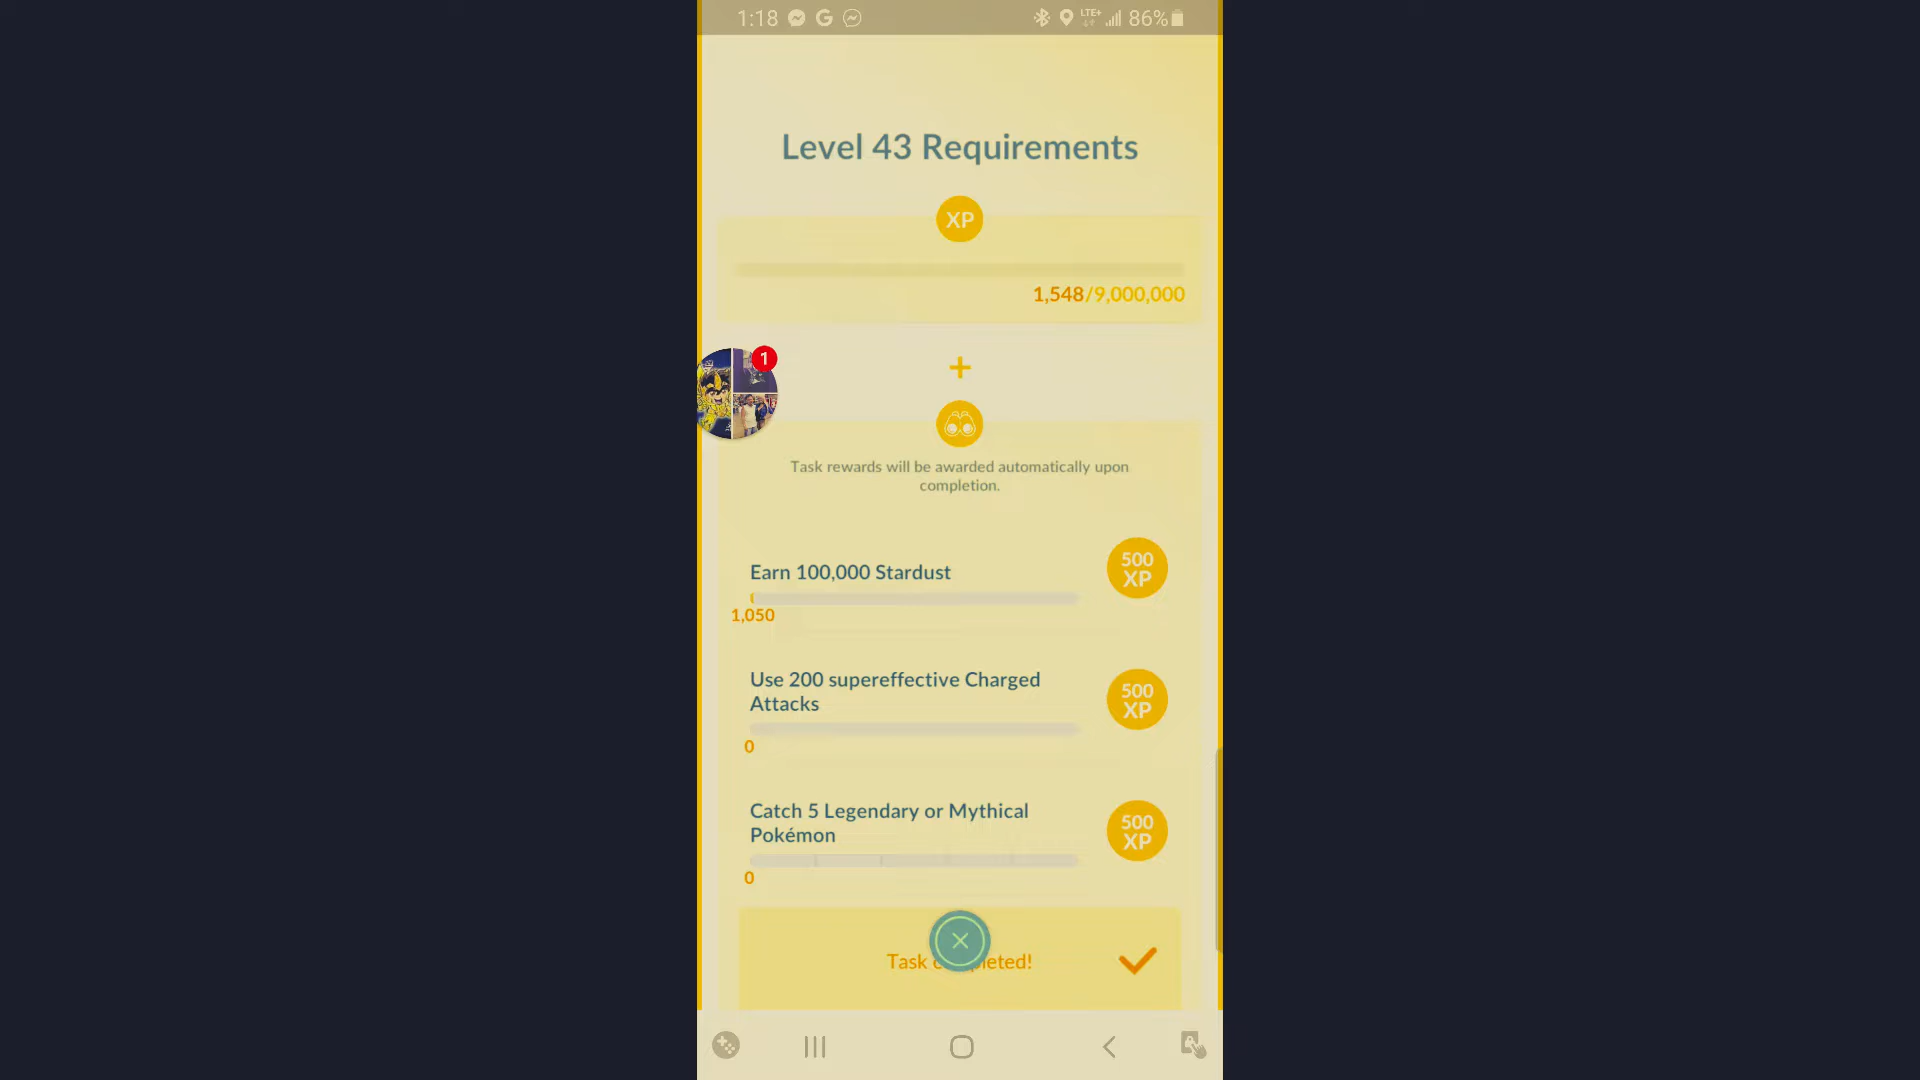 1:18
LTE+
86%
Level 43 Requirements
XP
1,548/9,000,000
1
+
Task rewards will be awarded automatically upon
completion.
Earn 100,000 Stardust
500
XP
1,050
Use 200 supereffective Charged
Attacks
500
XP
0
Catch 5 Legendary or Mythical
Pokémon
500
XP
0
Task